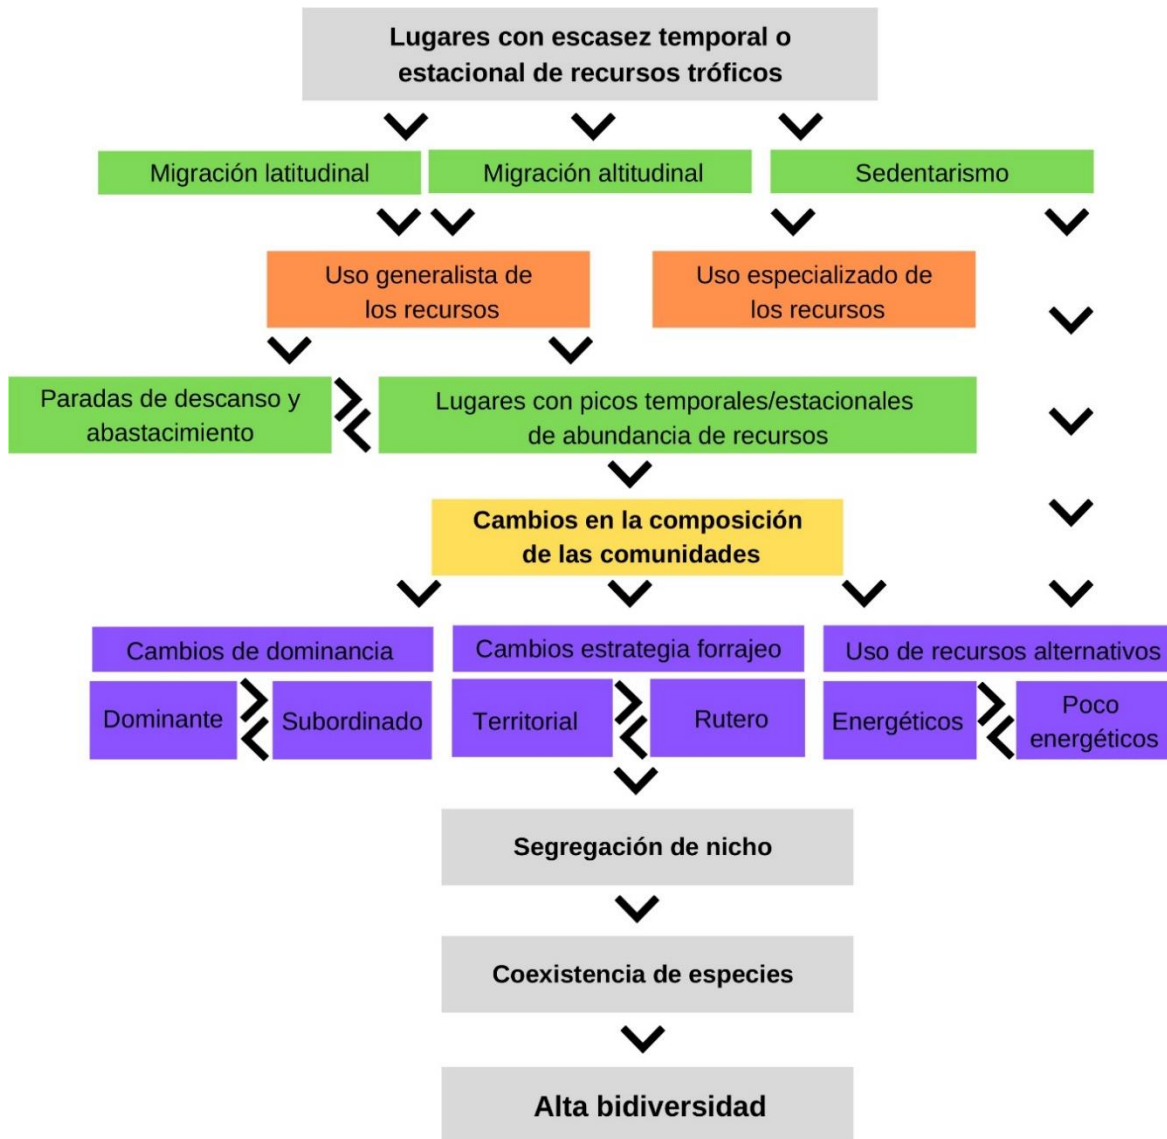 Lugares con escasez temporal o
estacional de recursos tróficos
Migración latitudinal
Migración altitudinal
Sedentarismo
Uso generalista de
los recursos
Uso especializado de
los recursos
Paradas de descanso y
abastacimiento
Lugares con picos temporales/estacionales
de abundancia de recursos
Cambios en la composición
de las comunidades
Cambios de dominancia
Cambios estrategia forrajeo
Uso de recursos alternativos
Dominante
Subordinado
Territorial
Rutero
Energéticos
Poco
energéticos
Segregación de nicho
Coexistencia de especies
Alta bidiversidad